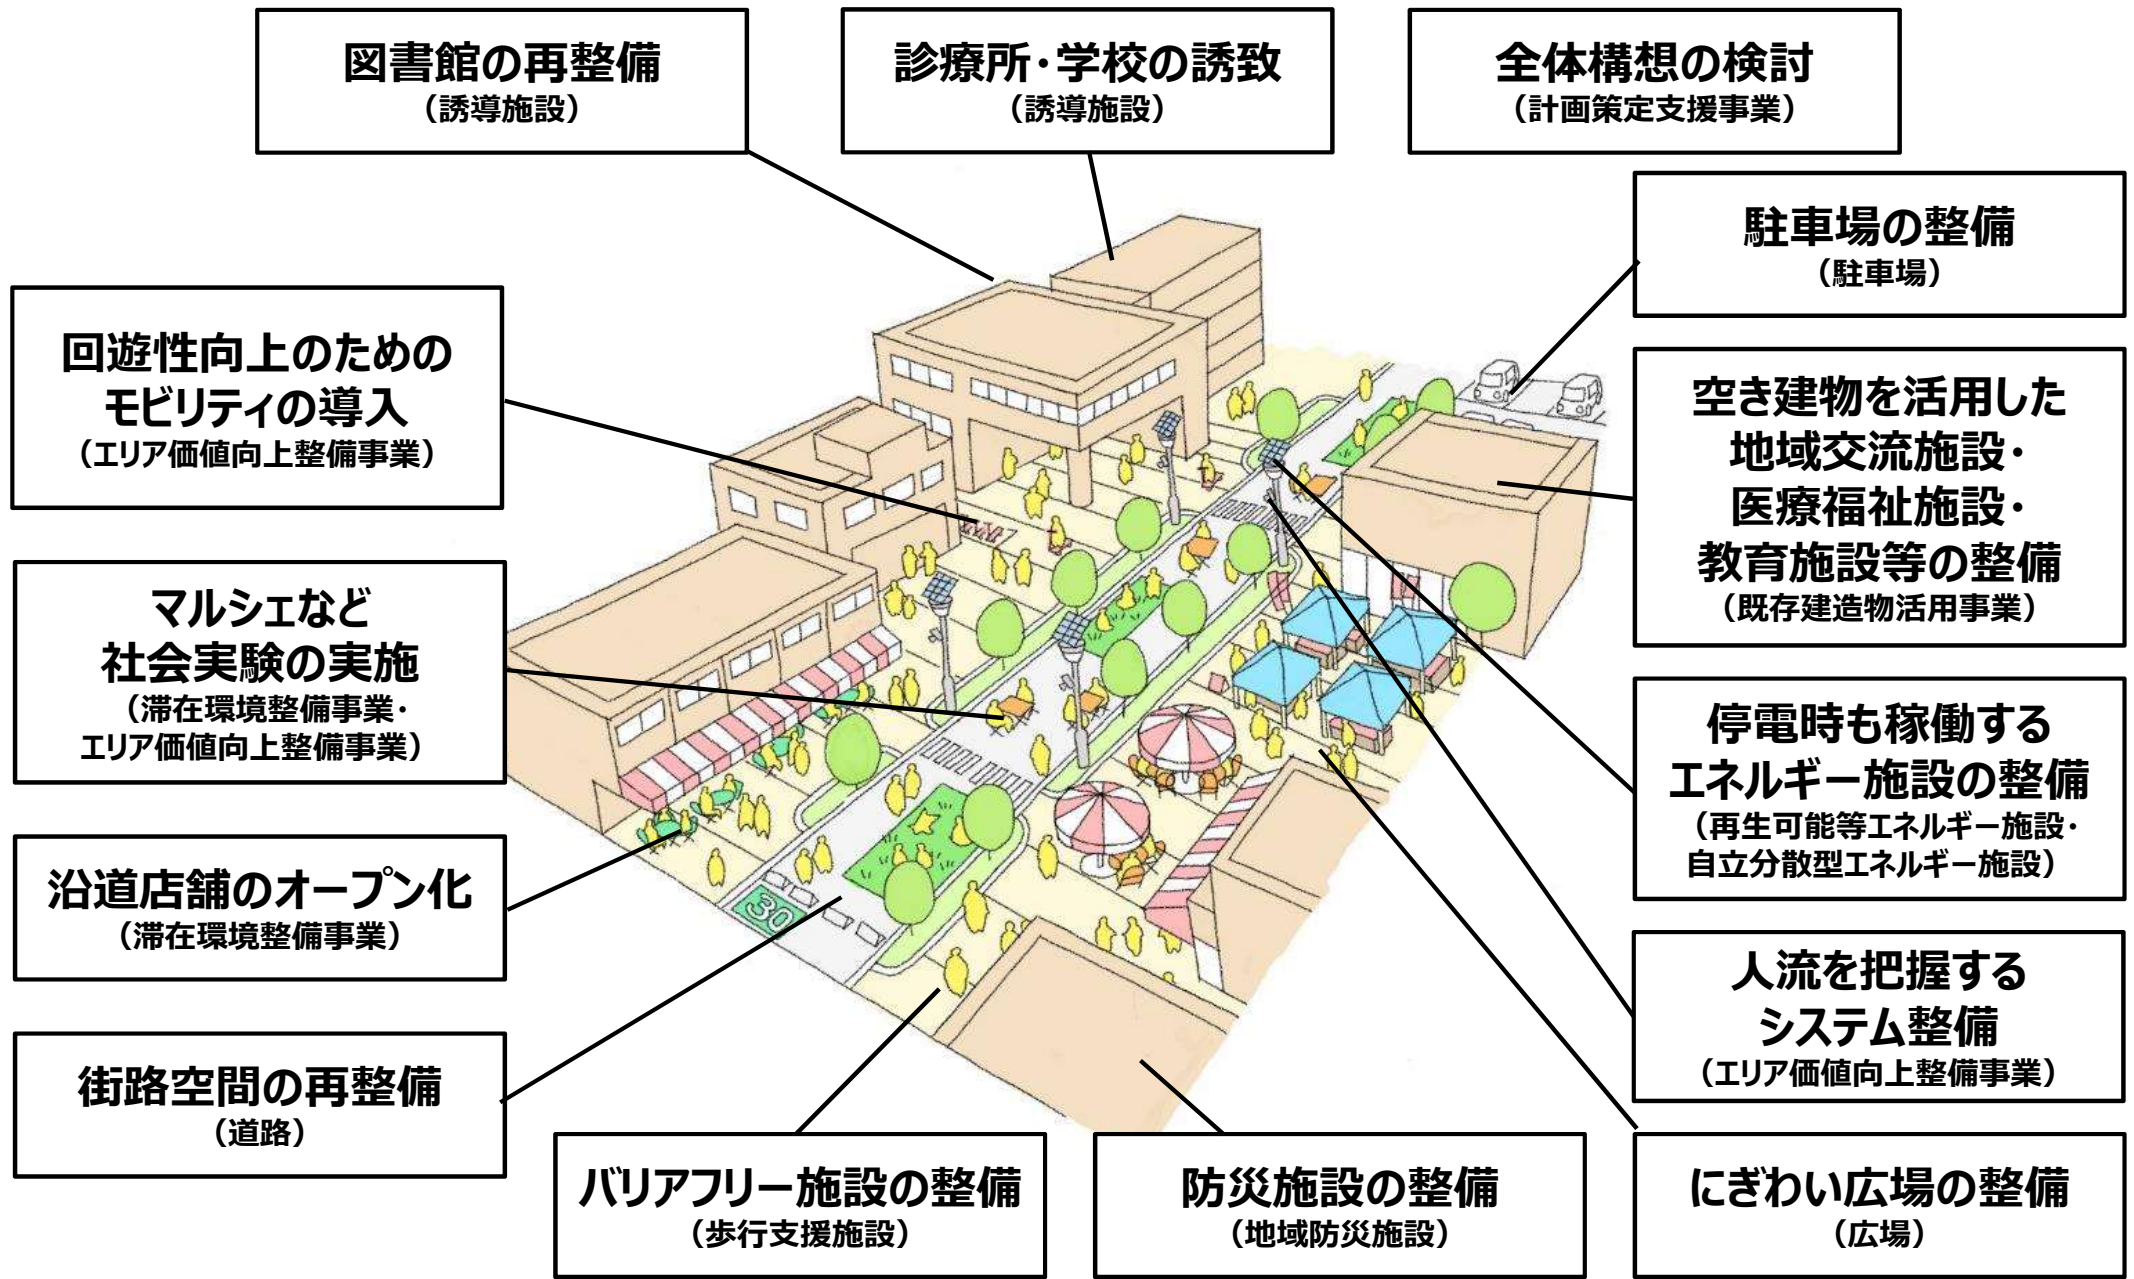 図書館の再整備
（誘導施設）
診療所・学校の誘致
（誘導施設）
全体構想の検討
（計画策定支援事業）
駐車場の整備
（駐車場）
回遊性向上のための
モビリティの導入
（エリア価値向上整備事業）
空き建物を活用した
地域交流施設・
医療福祉施設・
教育施設等の整備
（既存建造物活用事業）
マルシェなど
社会実験の実施
（滞在環境整備事業・
エリア価値向上整備事業）
停電時も稼働する
エネルギー施設の整備
（再生可能等エネルギー施設・
自立分散型エネルギー施設）
沿道店舗のオープン化
（滞在環境整備事業）
30
人流を把握する
システム整備
（エリア価値向上整備事業）
街路空間の再整備
（道路）
バリアフリー施設の整備
（歩行支援施設）
防災施設の整備
（地域防災施設）
にぎわい広場の整備
（広場）